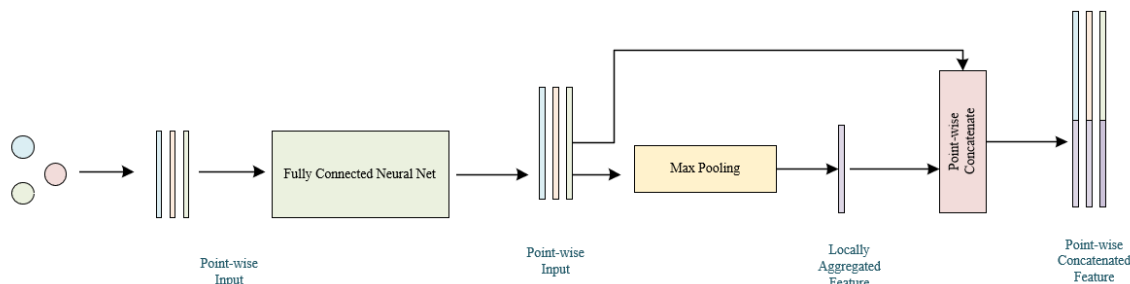 Fully Connected Neural Net
Max Pooling
Point-wise
Concatenate
Point-wise
Input
Point-wise
Input
Locally
Aggregated
Feature
Point-wise
Concatenated
Feature